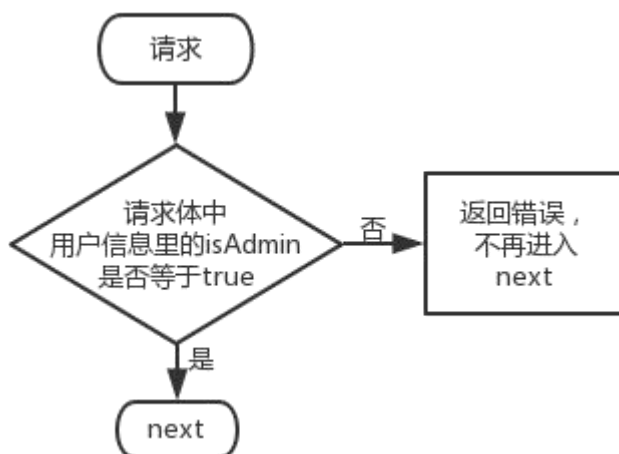 请求
请求体中
用户信息里的isAdmin
是否等于true
否
返回错误，
不再进入
next
是
next